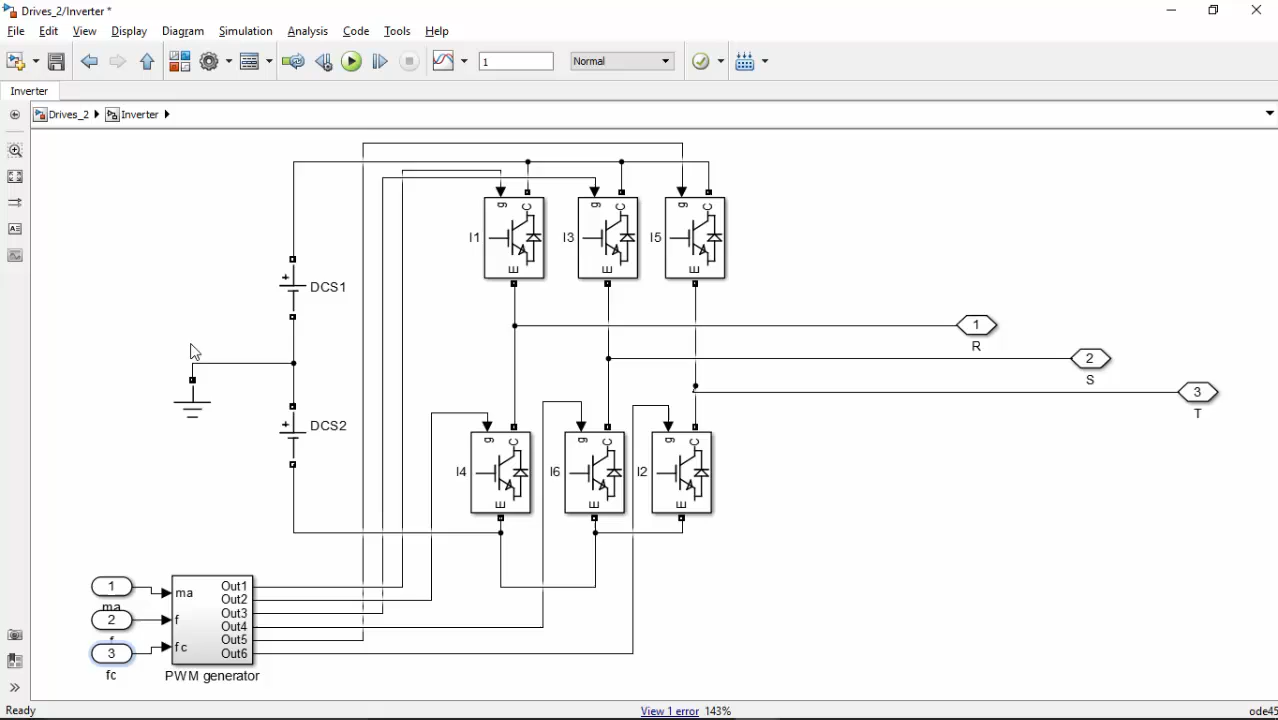 Drives_2/Inverter *
File Edit View Display Diagram Simulation Analysis Code Tools Help
1 Normal
Inverter
Drives_2 Inverter
g C E I1
g C E I3
g C E I5
+ DCS1
1
R
2
S
3
T
+ DCS2
g C E I4
g C E I6
g C E I2
1
ma
2
f
3
fc
ma Out1
Out2
f Out3
Out4
fc Out5
Out6
PWM generator
Ready View 1 error 143% ode45